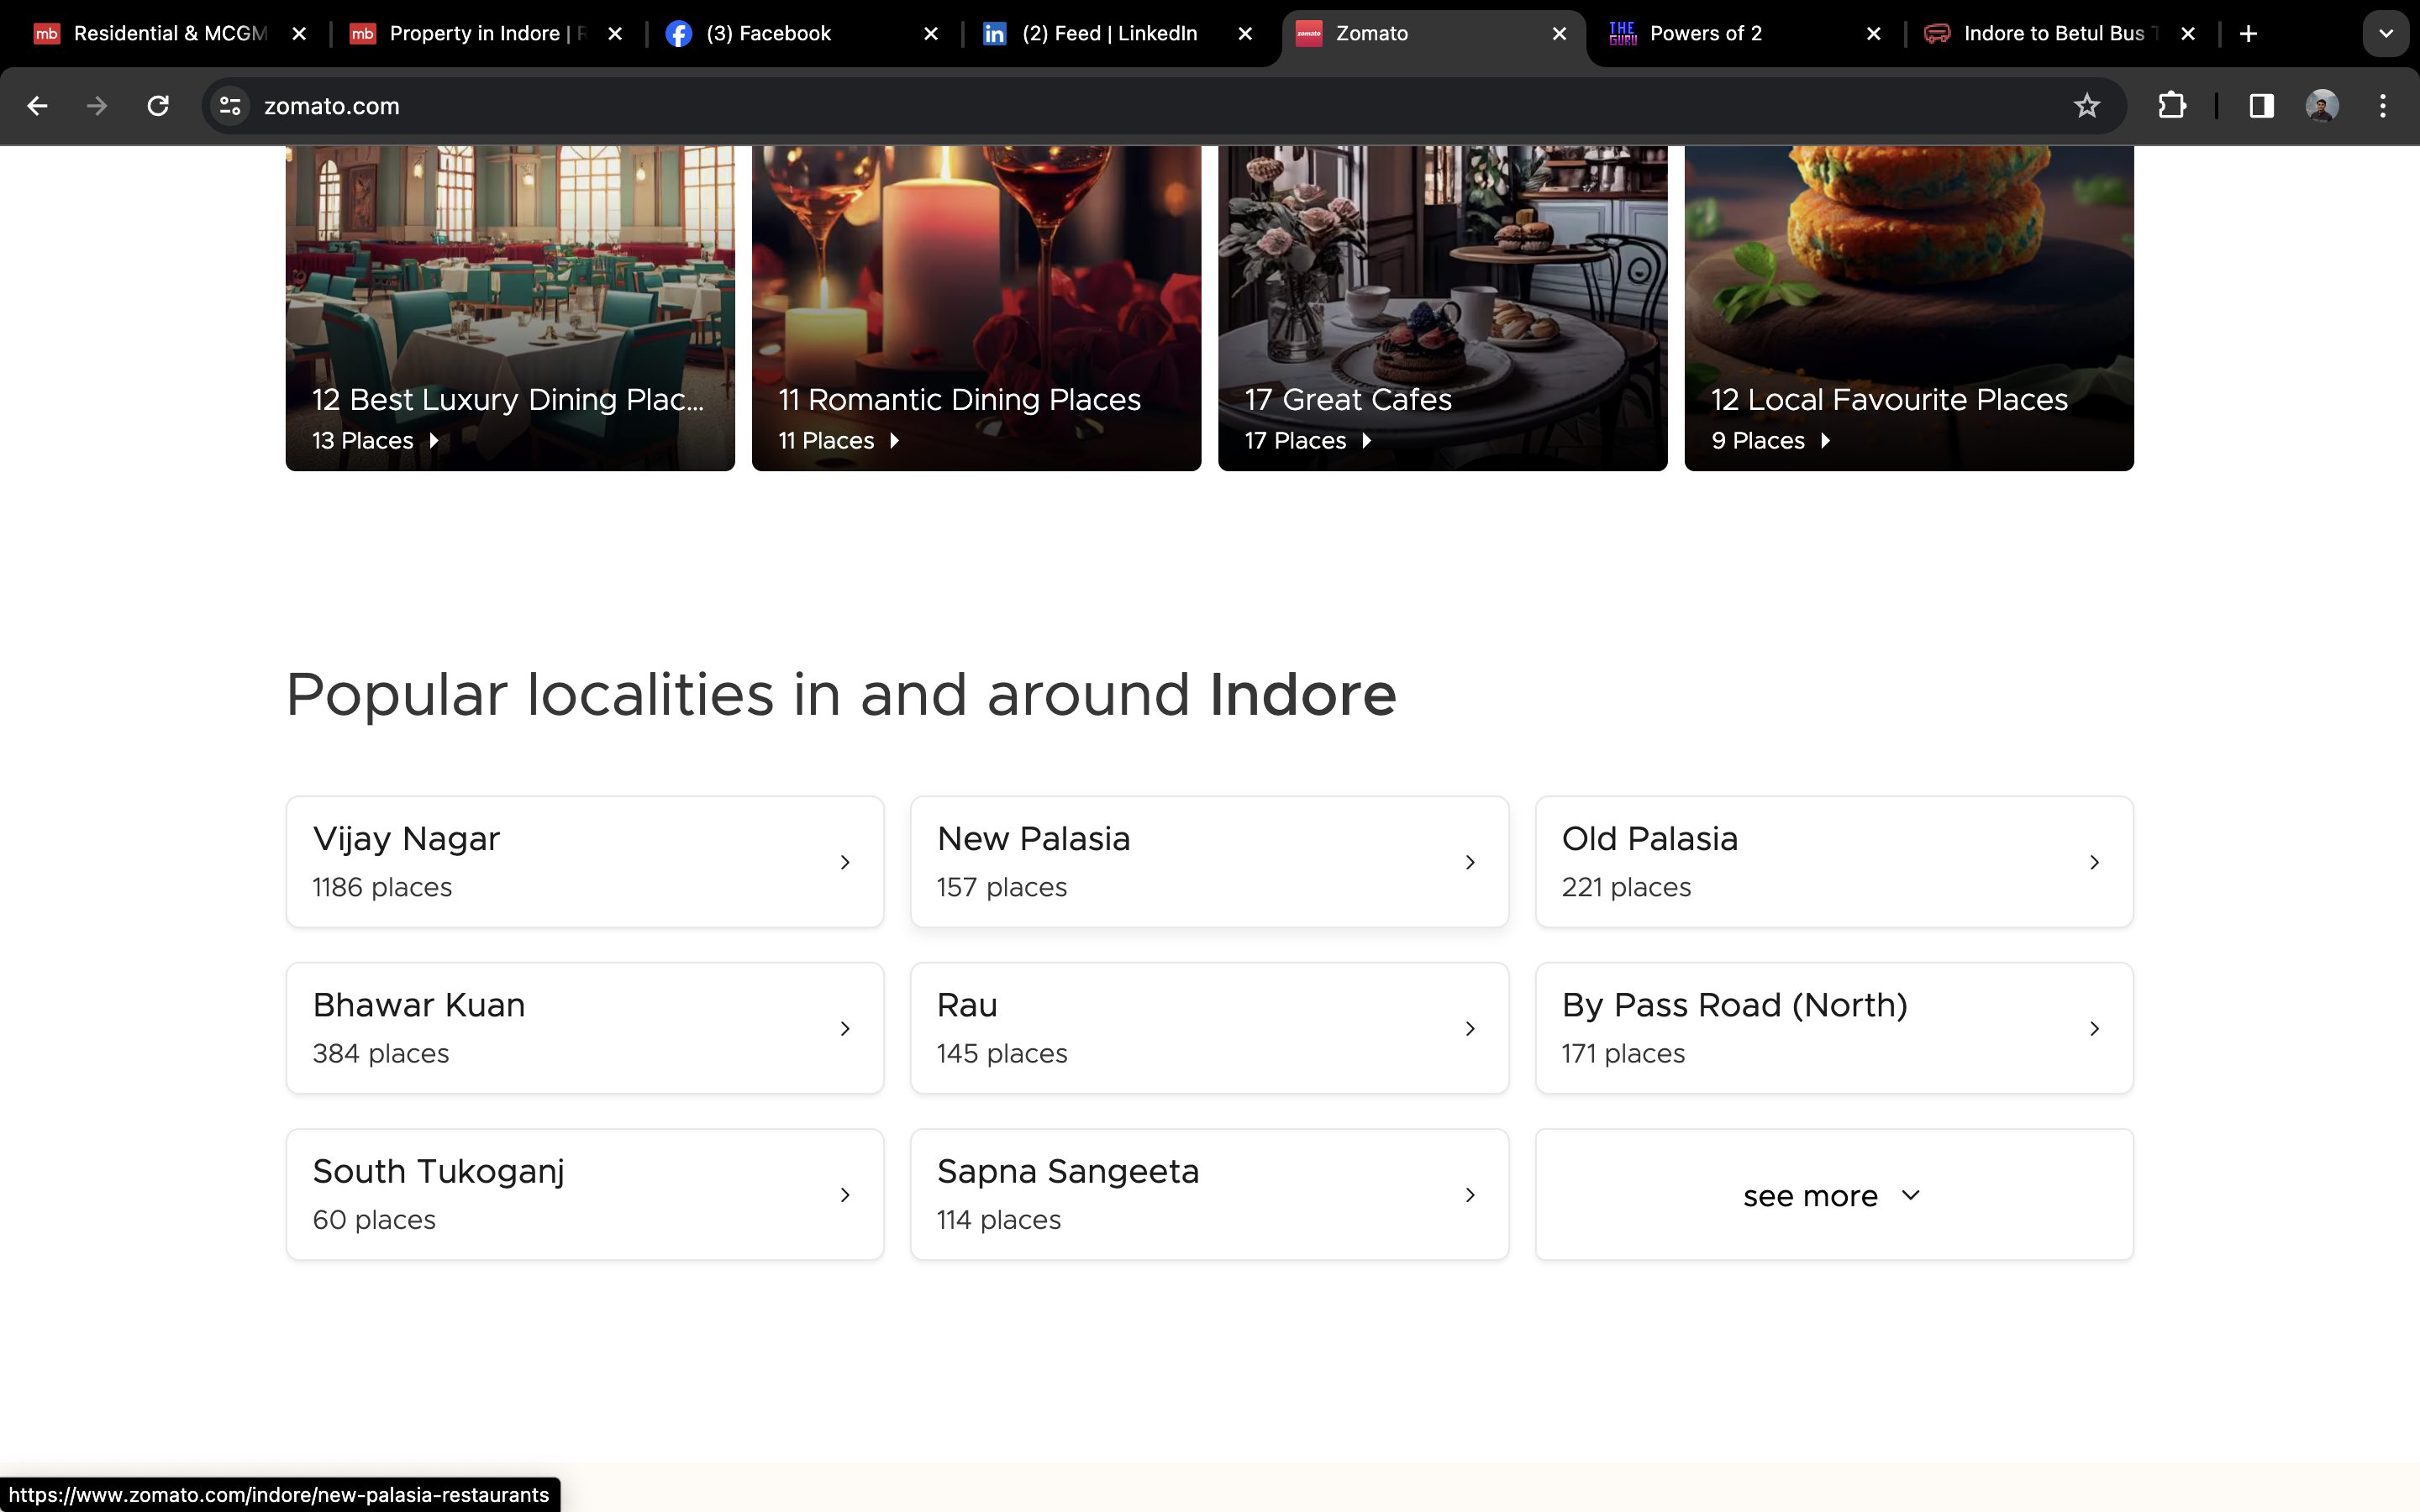 mb Residential & MCGM
mb Property in Indore |
(3) Facebook
in (2) Feed | LinkedIn
zomato Zomato
THE GURU Powers of 2
Indore to Betul Bus
zomato.com
12 Best Luxury Dining Plac...
13 Places
11 Romantic Dining Places
11 Places
17 Great Cafes
17 Places
12 Local Favourite Places
9 Places
Popular localities in and around Indore
Vijay Nagar
1186 places
New Palasia
157 places
Old Palasia
221 places
Bhawar Kuan
384 places
Rau
145 places
By Pass Road (North)
171 places
South Tukoganj
60 places
Sapna Sangeeta
114 places
see more
https://www.zomato.com/indore/new-palasia-restaurants